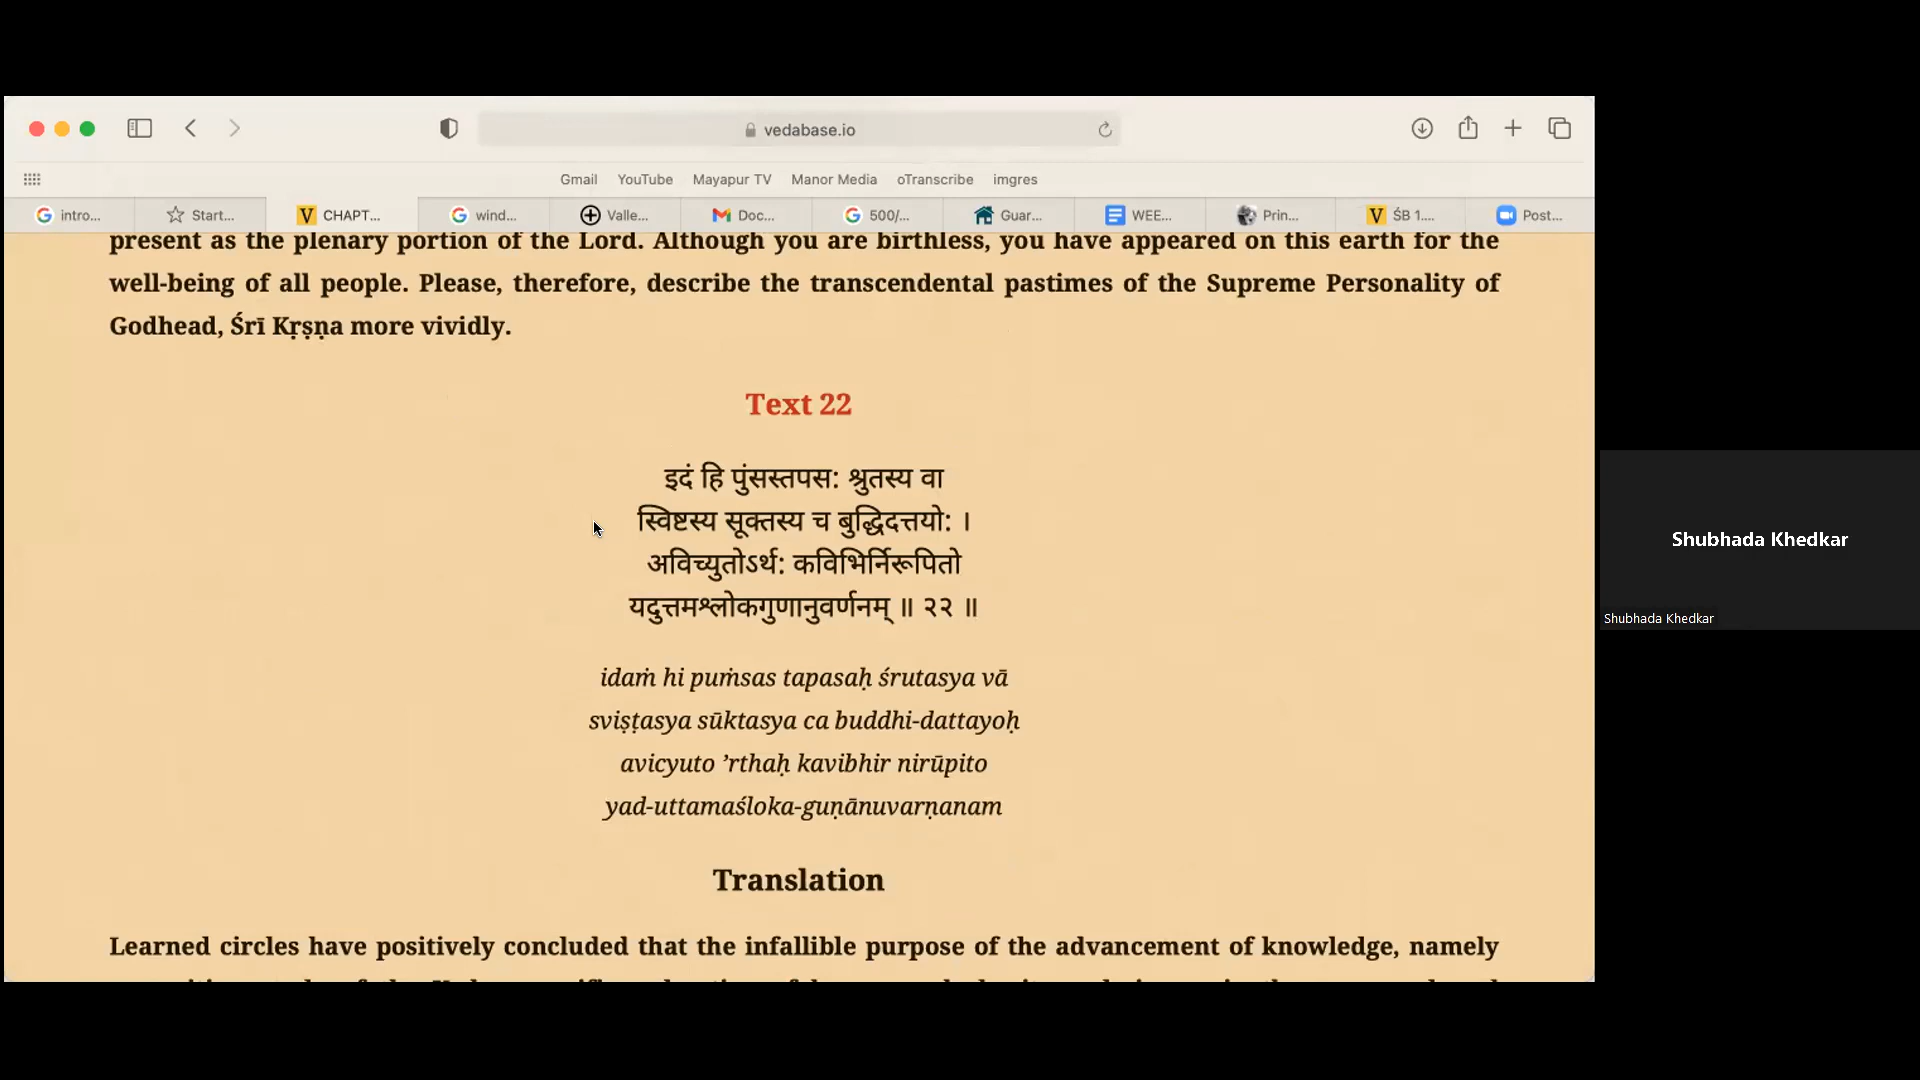 vedabase.io
Gmail YouTube Mayapur TV Manor Media oTranscribe imgres
intro... Start... CHAPT... wind... Valle... Doc... 500/... Guar... WEE... Prin... ŚB 1.... Post...
present as the plenary portion of the Lord. Although you are birthless, you have appeared on this earth for the
well-being of all people. Please, therefore, describe the transcendental pastimes of the Supreme Personality of
Godhead, Śrī Kṛṣṇa more vividly.
Text 22
इदं हि पुंसस्तपस: श्रुतस्य वा
स्विष्टस्य सूक्तस्य च बुद्धिदत्तयो: ।
अविच्युतोऽर्थ: कविभिर्निरूपितो
यदुत्तमश्लोकगुणानुवर्णनम् ॥ २२ ॥
idaṁ hi puṁsas tapasaḥ śrutasya vā
sviṣṭasya sūktasya ca buddhi-dattayoḥ
avicyuto ’rthaḥ kavibhir nirūpito
yad-uttamaśloka-guṇānuvarṇanam
Translation
Learned circles have positively concluded that the infallible purpose of the advancement of knowledge, namely
Shubhada Khedkar
Shubhada Khedkar